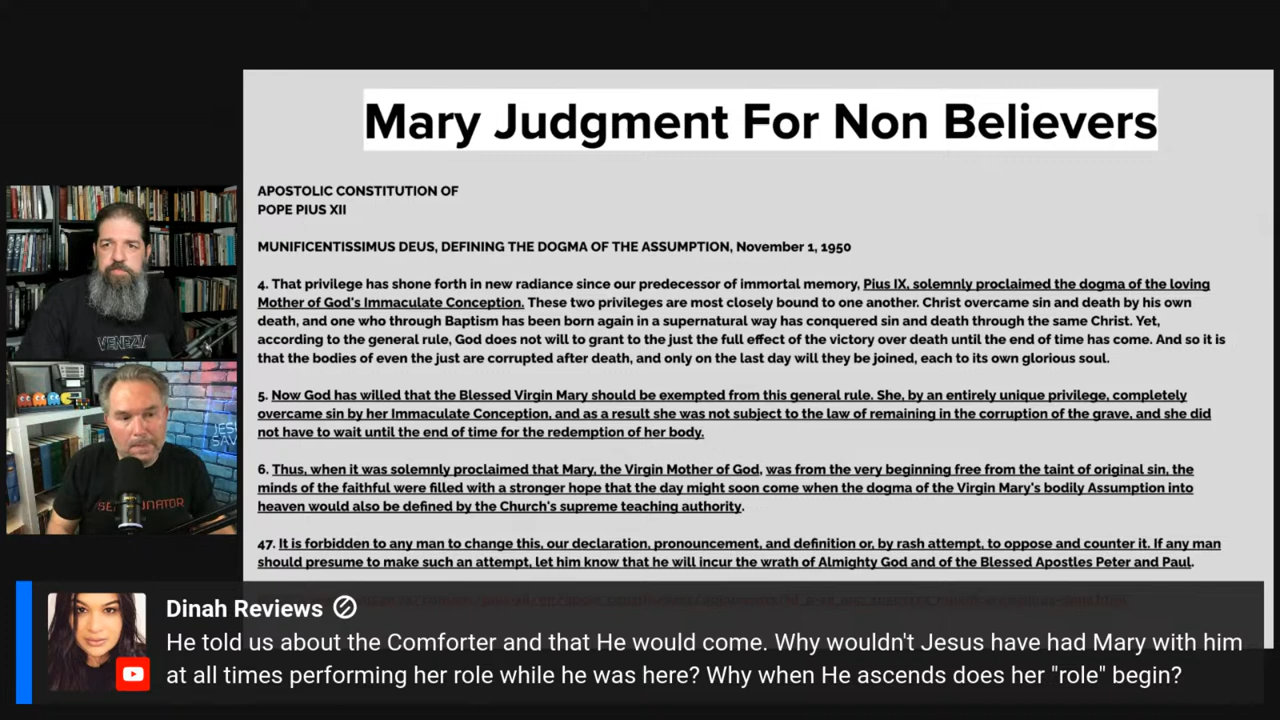 Mary Judgment For Non Believers
APOSTOLIC CONSTITUTION OF
POPE PIUS XII
MUNIFICENTISSIMUS DEUS, DEFINING THE DOGMA OF THE ASSUMPTION, November 1, 1950
4. That privilege has shone forth in new radiance since our predecessor of immortal memory, Pius IX, solemnly proclaimed the dogma of the loving
Mother of God's Immaculate Conception. These two privileges are most closely bound to one another. Christ overcame sin and death by his own
death, and one who through Baptism has been born again in a supernatural way has conquered sin and death through the same Christ. Yet,
according to the general rule, God does not will to grant to the just the full effect of the victory over death until the end of time has come. And so it is
that the bodies of even the just are corrupted after death, and only on the last day will they be joined, each to its own glorious soul.
5. Now God has willed that the Blessed Virgin Mary should be exempted from this general rule. She, by an entirely unique privilege, completely
overcame sin by her Immaculate Conception, and as a result she was not subject to the law of remaining in the corruption of the grave, and she did
not have to wait until the end of time for the redemption of her body.
6. Thus, when it was solemnly proclaimed that Mary, the Virgin Mother of God, was from the very beginning free from the taint of original sin, the
minds of the faithful were filled with a stronger hope that the day might soon come when the dogma of the Virgin Mary's bodily Assumption into
heaven would also be defined by the Church's supreme teaching authority.
47. It is forbidden to any man to change this, our declaration, pronouncement, and definition or, by rash attempt, to oppose and counter it. If any man
should presume to make such an attempt, let him know that he will incur the wrath of Almighty God and of the Blessed Apostles Peter and Paul.
VENEZIA
JESUS
Dinah Reviews
He told us about the Comforter and that He would come. Why wouldn't Jesus have had Mary with him
at all times performing her role while he was here? Why when He ascends does her "role" begin?